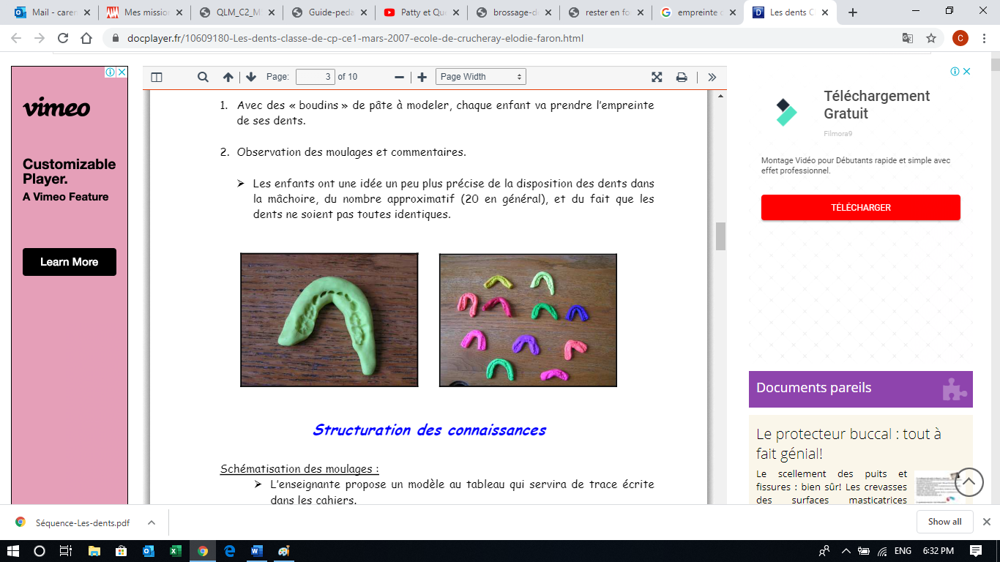 Mail - caren
Mes mission
QLM_C2_M
Guide-peda
Patty et Que
brossage-d
rester en fo
empreinte d
Les dents C
docplayer.fr/10609180-Les-dents-classe-de-cp-ce1-mars-2007-ecole-de-crucheray-elodie-faron.html
C
Page: 3 of 10
Page Width
vimeo
Customizable
Player.
A Vimeo Feature
Learn More
1. Avec des « boudins » de pâte à modeler, chaque enfant va prendre l'empreinte
de ses dents.
2. Observation des moulages et commentaires.
Les enfants ont une idée un peu plus précise de la disposition des dents dans
la mâchoire, du nombre approximatif (20 en général), et du fait que les
dents ne soient pas toutes identiques.
Structuration des connaissances
Schématisation des moulages :
L'enseignante propose un modèle au tableau qui servira de trace écrite
dans les cahiers.
Téléchargement
Gratuit
Filmora9
Montage Vidéo pour Débutants rapide et simple avec
effet professionnel.
TÉLÉCHARGER
Documents pareils
Le protecteur buccal : tout à
fait génial!
Le scellement des puits et
fissures : bien sûr! Les crevasses
des surfaces masticatrices
Séquence-Les-dents.pdf
Show all
ENG
6:32 PM